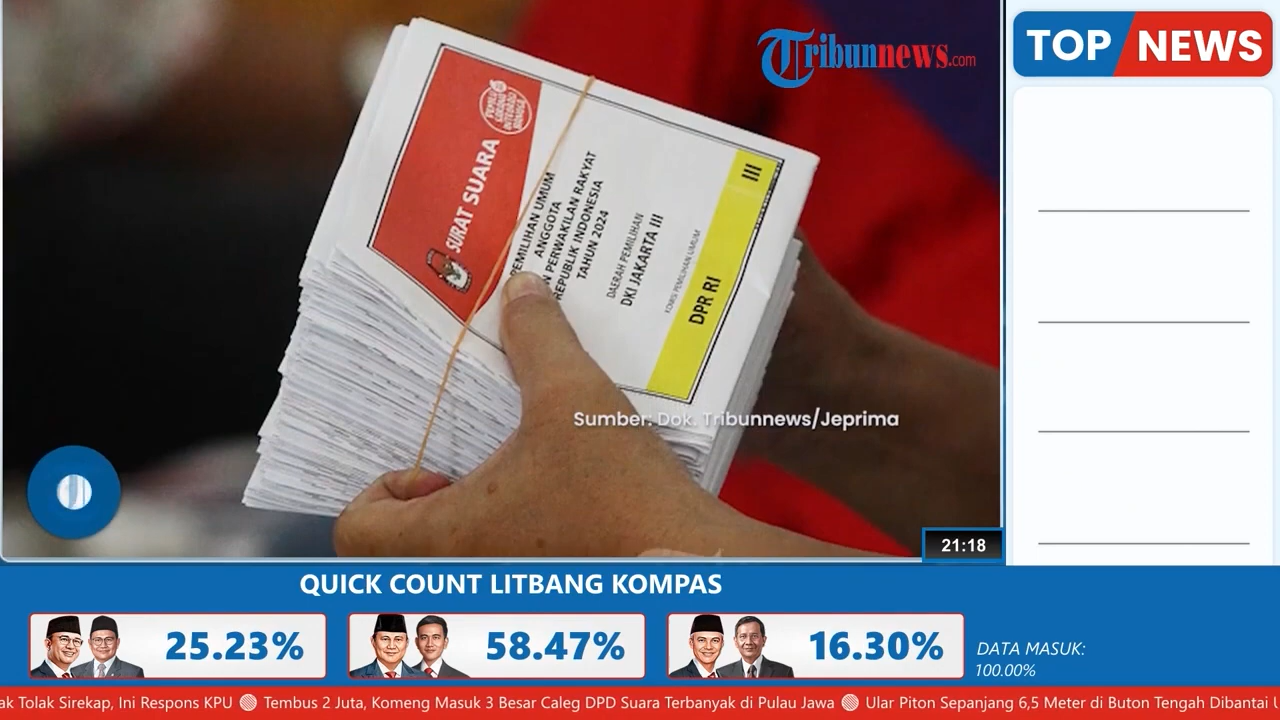 Tribunnews.com
TOP NEWS
SURAT SUARA
PEMILIHAN UMUM
ANGGOTA
PERWAKILAN RAKYAT
REPUBLIK INDONESIA
TAHUN 2024
DAERAH PEMILIHAN
DKI JAKARTA III
KOMISI PEMILIHAN UMUM
DPR RI
III
Sumber: Dok. Tribunnews/Jeprima
21:18
QUICK COUNT LITBANG KOMPAS
25.23%
58.47%
16.30%
DATA MASUK:
100.00%
Tolak Sirekap, Ini Respons KPU Tembus 2 Juta, Komeng Masuk 3 Besar Caleg DPD Suara Terbanyak di Pulau Jawa Ular Piton Sepanjang 6,5 Meter di Buton Tengah Dibantai